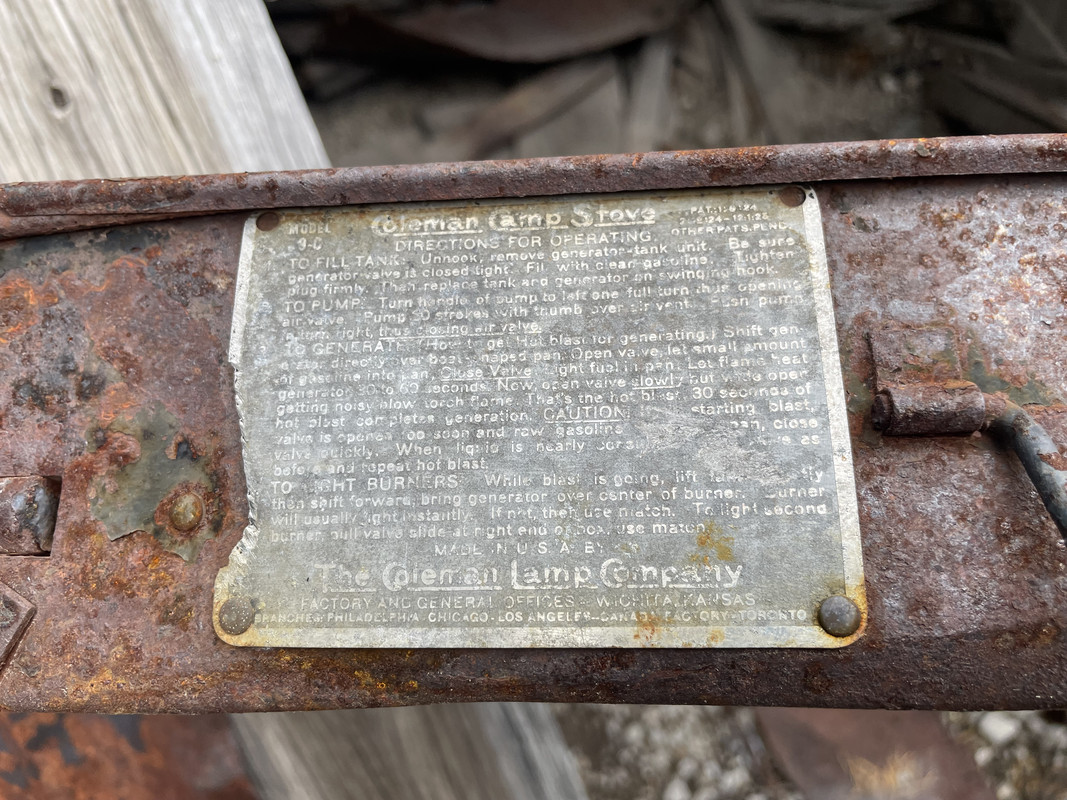 MODEL Coleman Camp Stove PAT.
9-C OTHER PATS. PEND.
DIRECTIONS FOR OPERATING
TO FILL TANK: Unhook, remove generator-tank unit. Be sure
generator valve is closed tight. Fill with clean gasoline. Tighten
plug firmly. Then replace tank and generator on swinging hook.
TO PUMP: Turn handle of pump to left one full turn thus opening
air valve. Pump strokes with thumb over air vent. Push pump
in, turn right, thus closing air valve.
TO GENERATE: (How to get Hot blast for generating.) Shift gen-
erator directly over boat shaped pan. Open valve, let small amount
of gasoline into pan. Close Valve. Light fuel in pan. Let flame heat
generator 30 to 60 seconds. Now, open valve slowly but wide open
getting noisy blow torch flame. That's the hot blast. 30 seconds of
hot blast completes generation. CAUTION: starting blast,
valve is opened too soon and raw gasoline pan, close
valve quickly. When liquid is nearly as
before and repeat hot blast.
TO LIGHT BURNERS: While blast is going, lift
then shift forward, bring generator over center of burner. Burner
will usually light instantly. If not, then use match. To light second
burner, pull valve slide at right end of box, use match.
MADE IN U.S.A. BY
The Coleman Lamp Company
FACTORY AND GENERAL OFFICES - WICHITA, KANSAS
BRANCHES PHILADELPHIA - CHICAGO - LOS ANGELES - CANADA FACTORY - TORONTO